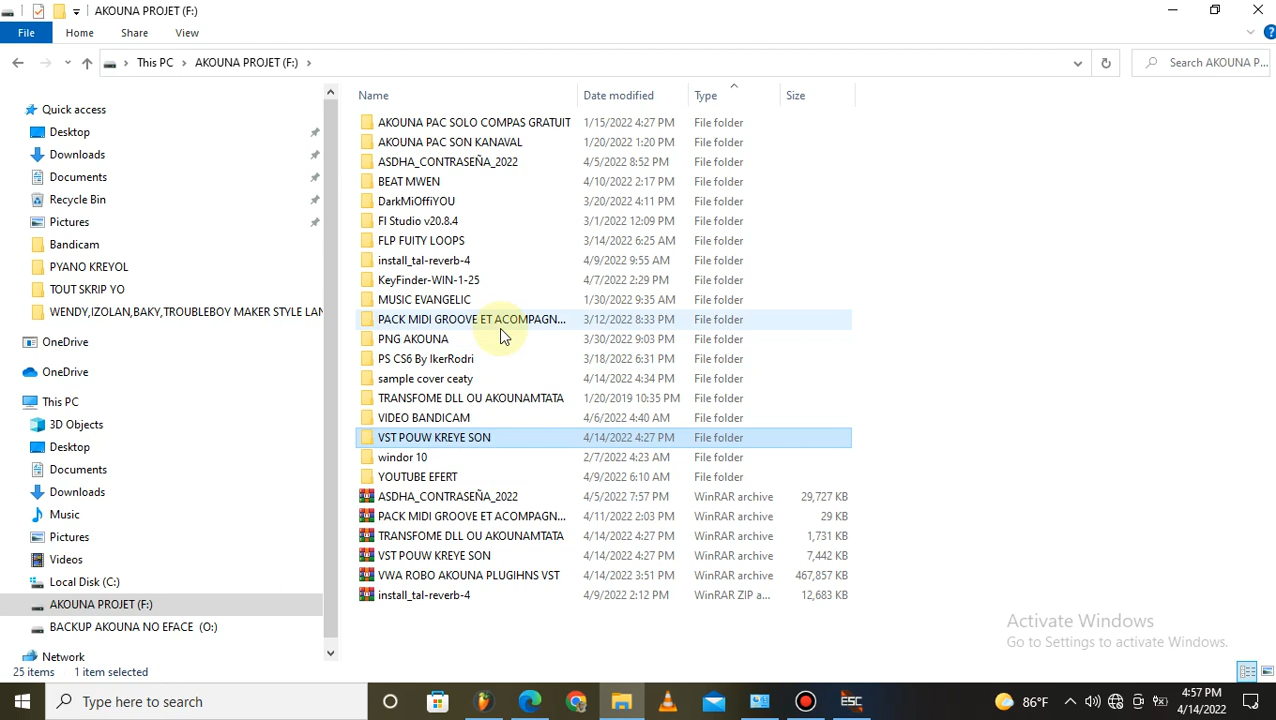 AKOUNA PROJET (F:)
File Home Share View
This PC AKOUNA PROJET (F:)
Search AKOUNA P...
Name Date modified Type Size
Quick access
Desktop
Downloads
Documents
Recycle Bin
Pictures
Bandicam
PYANO KREYOL
TOUT SKRIP YO
WENDY,IZOLAN,BAKY,TROUBLEBOY MAKER STYLE LAN
OneDrive
OneDrive
This PC
3D Objects
Desktop
Documents
Downloads
Music
Pictures
Videos
Local Disk (C:)
AKOUNA PROJET (F:)
BACKUP AKOUNA NO EFACE (O:)
Network
AKOUNA PAC SOLO COMPAS GRATUIT 1/15/2022 4:27 PM File folder
AKOUNA PAC SON KANAVAL 1/20/2022 1:20 PM File folder
ASDHA_CONTRASEÑA_2022 4/5/2022 8:52 PM File folder
BEAT MWEN 4/10/2022 2:17 PM File folder
DarkMiOffiYOU 3/20/2022 4:11 PM File folder
Fl Studio v20.8.4 3/1/2022 12:09 PM File folder
FLP FUITY LOOPS 3/14/2022 6:25 AM File folder
install_tal-reverb-4 4/9/2022 9:55 AM File folder
KeyFinder-WIN-1-25 4/7/2022 2:29 PM File folder
MUSIC EVANGELIC 1/30/2022 9:35 AM File folder
PACK MIDI GROOVE ET ACOMPAGN... 3/12/2022 8:33 PM File folder
PNG AKOUNA 3/30/2022 9:03 PM File folder
PS CS6 By IkerRodri 3/18/2022 6:31 PM File folder
sample cover ceaty 4/14/2022 4:34 PM File folder
TRANSFOME DLL OU AKOUNAMTATA 1/20/2019 10:35 PM File folder
VIDEO BANDICAM 4/6/2022 4:40 AM File folder
VST POUW KREYE SON 4/14/2022 4:27 PM File folder
windor 10 2/7/2022 4:23 AM File folder
YOUTUBE EFERT 4/9/2022 6:10 AM File folder
ASDHA_CONTRASEÑA_2022 4/5/2022 7:57 PM WinRAR archive 29,727 KB
PACK MIDI GROOVE ET ACOMPAGN... 4/11/2022 2:03 PM WinRAR archive 29 KB
TRANSFOME DLL OU AKOUNAMTATA 4/14/2022 4:27 PM WinRAR archive 1,731 KB
VST POUW KREYE SON 4/14/2022 4:27 PM WinRAR archive 7,442 KB
VWA ROBO AKOUNA PLUGIHNS VST 4/14/2022 3:51 PM WinRAR archive 467,857 KB
install_tal-reverb-4 4/9/2022 2:12 PM WinRAR ZIP a... 12,683 KB
Activate Windows
Go to Settings to activate Windows.
25 items 1 item selected
Type here to search
ESC
86°F
4:57 PM
4/14/2022